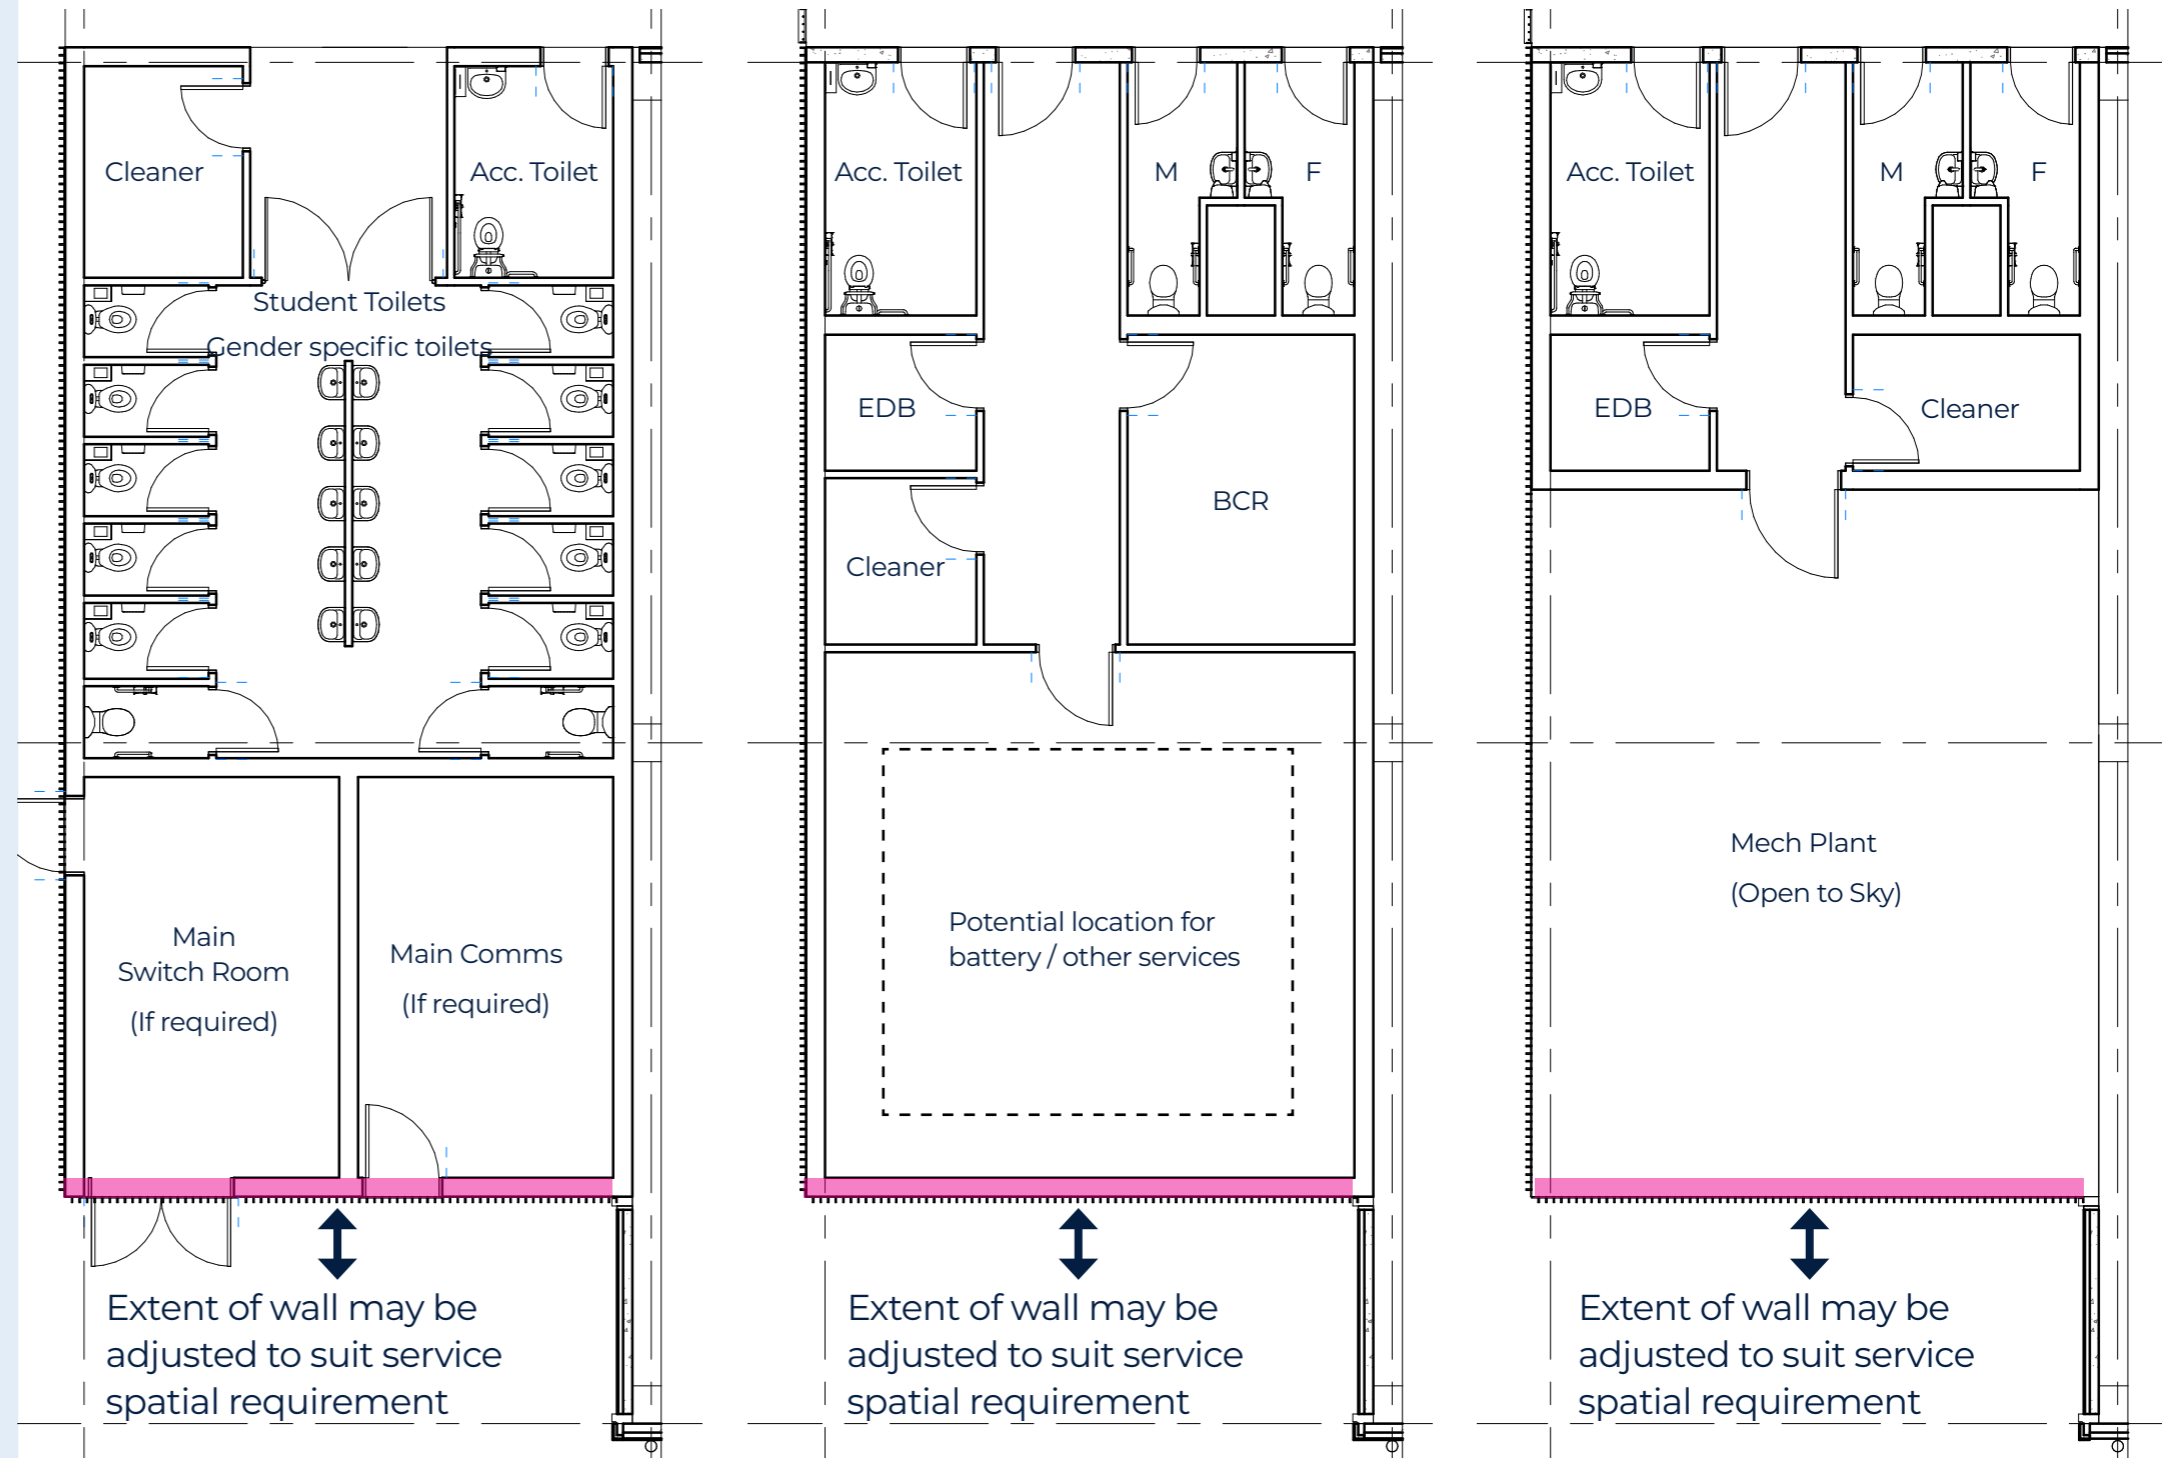 Cleaner
Acc. Toilet
Student Toilets
Gender specific toilets
Main
Switch Room
(If required)
Main Comms
(If required)
Extent of wall may be
adjusted to suit service
spatial requirement
Acc. Toilet
M
F
EDB
BCR
Cleaner
Potential location for
battery / other services
Extent of wall may be
adjusted to suit service
spatial requirement
Acc. Toilet
M
F
EDB
Cleaner
Mech Plant
(Open to Sky)
Extent of wall may be
adjusted to suit service
spatial requirement